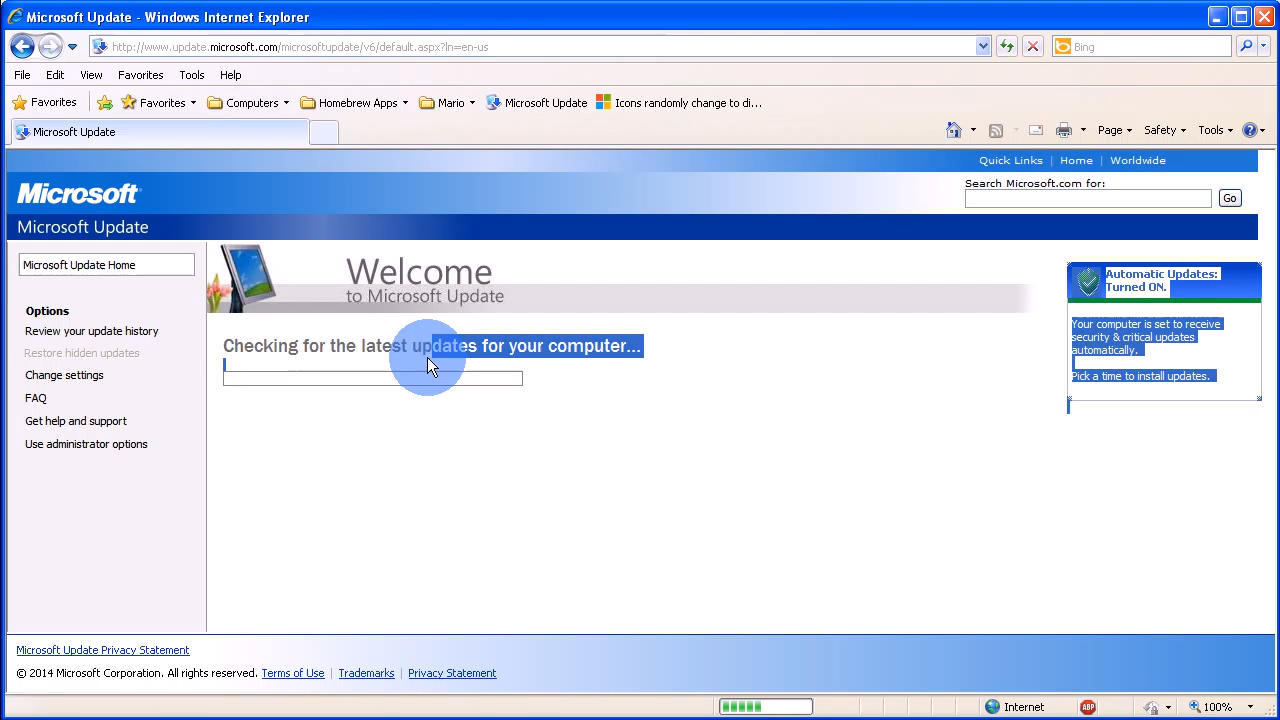 Microsoft Update - Windows Internet Explorer
http://www.update.microsoft.com/microsoftupdate/v6/default.aspx?ln=en-us
Bing
File Edit View Favorites Tools Help
Favorites Favorites Computers Homebrew Apps Mario Microsoft Update Icons randomly change to di...
Microsoft Update
Page Safety Tools
Quick Links | Home | Worldwide
Microsoft
Search Microsoft.com for:
Go
Microsoft Update
Microsoft Update Home
Options
Review your update history
Restore hidden updates
Change settings
FAQ
Get help and support
Use administrator options
Welcome
to Microsoft Update
Checking for the latest updates for your computer...
Automatic Updates:
Turned ON.
Your computer is set to receive
security & critical updates
automatically.
Pick a time to install updates.
Microsoft Update Privacy Statement
© 2014 Microsoft Corporation. All rights reserved. Terms of Use | Trademarks | Privacy Statement
Internet ABP 100%